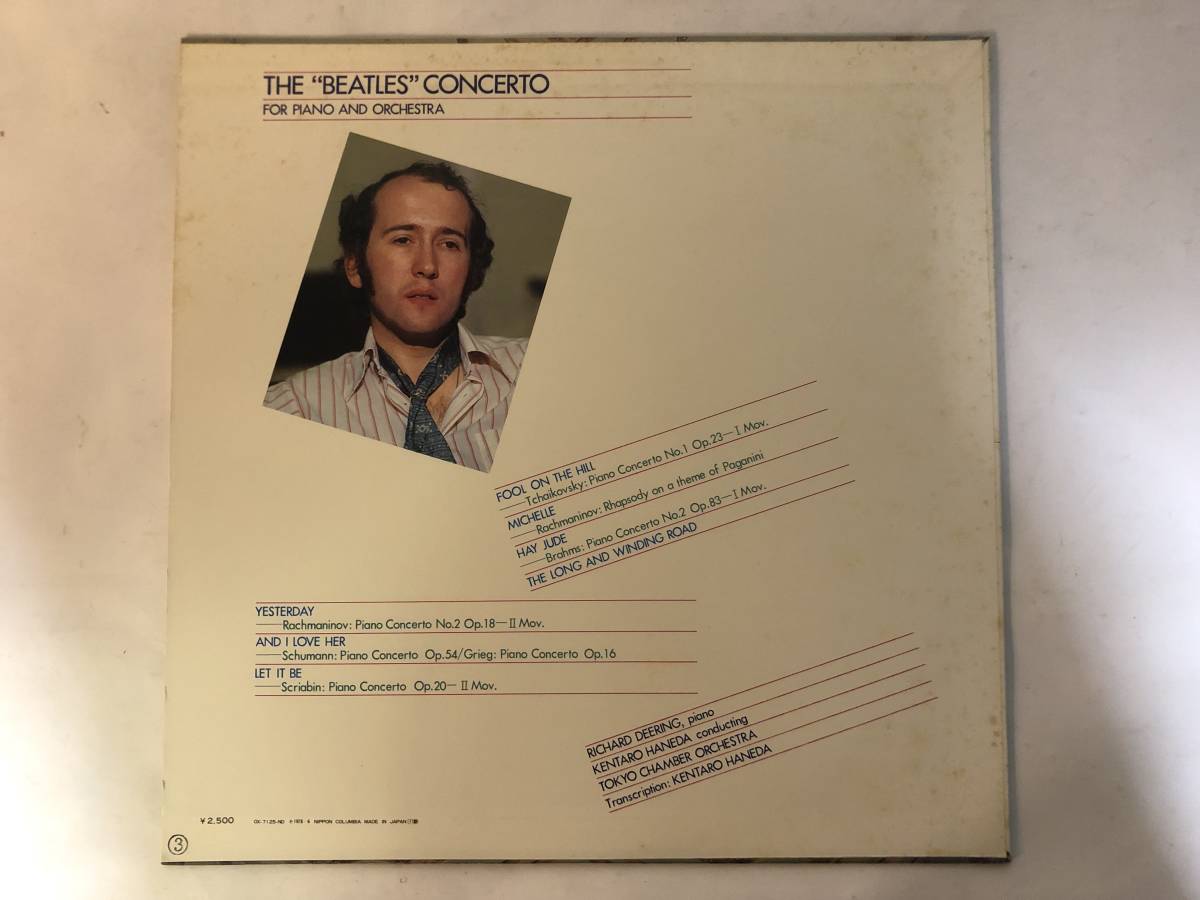 THE “BEATLES” CONCERTO
FOR PIANO AND ORCHESTRA
FOOL ON THE HILL
—Tchaikovsky: Piano Concerto No.1 Op.23—I Mov.
MICHELLE
—Rachmaninov: Rhapsody on a theme of Paganini
HAY JUDE
—Brahms: Piano Concerto No.2 Op.83—I Mov.
THE LONG AND WINDING ROAD
YESTERDAY
—Rachmaninov: Piano Concerto No.2 Op.18—II Mov.
AND I LOVE HER
—Schumann: Piano Concerto Op.54/Grieg: Piano Concerto Op.16
LET IT BE
—Scriabin: Piano Concerto Op.20—II Mov.
RICHARD DEERING, piano
KENTARO HANEDA conducting
TOKYO CHAMBER ORCHESTRA
Transcription: KENTARO HANEDA
¥2,500 OX-7125-ND NIPPON COLUMBIA MADE IN JAPAN
3